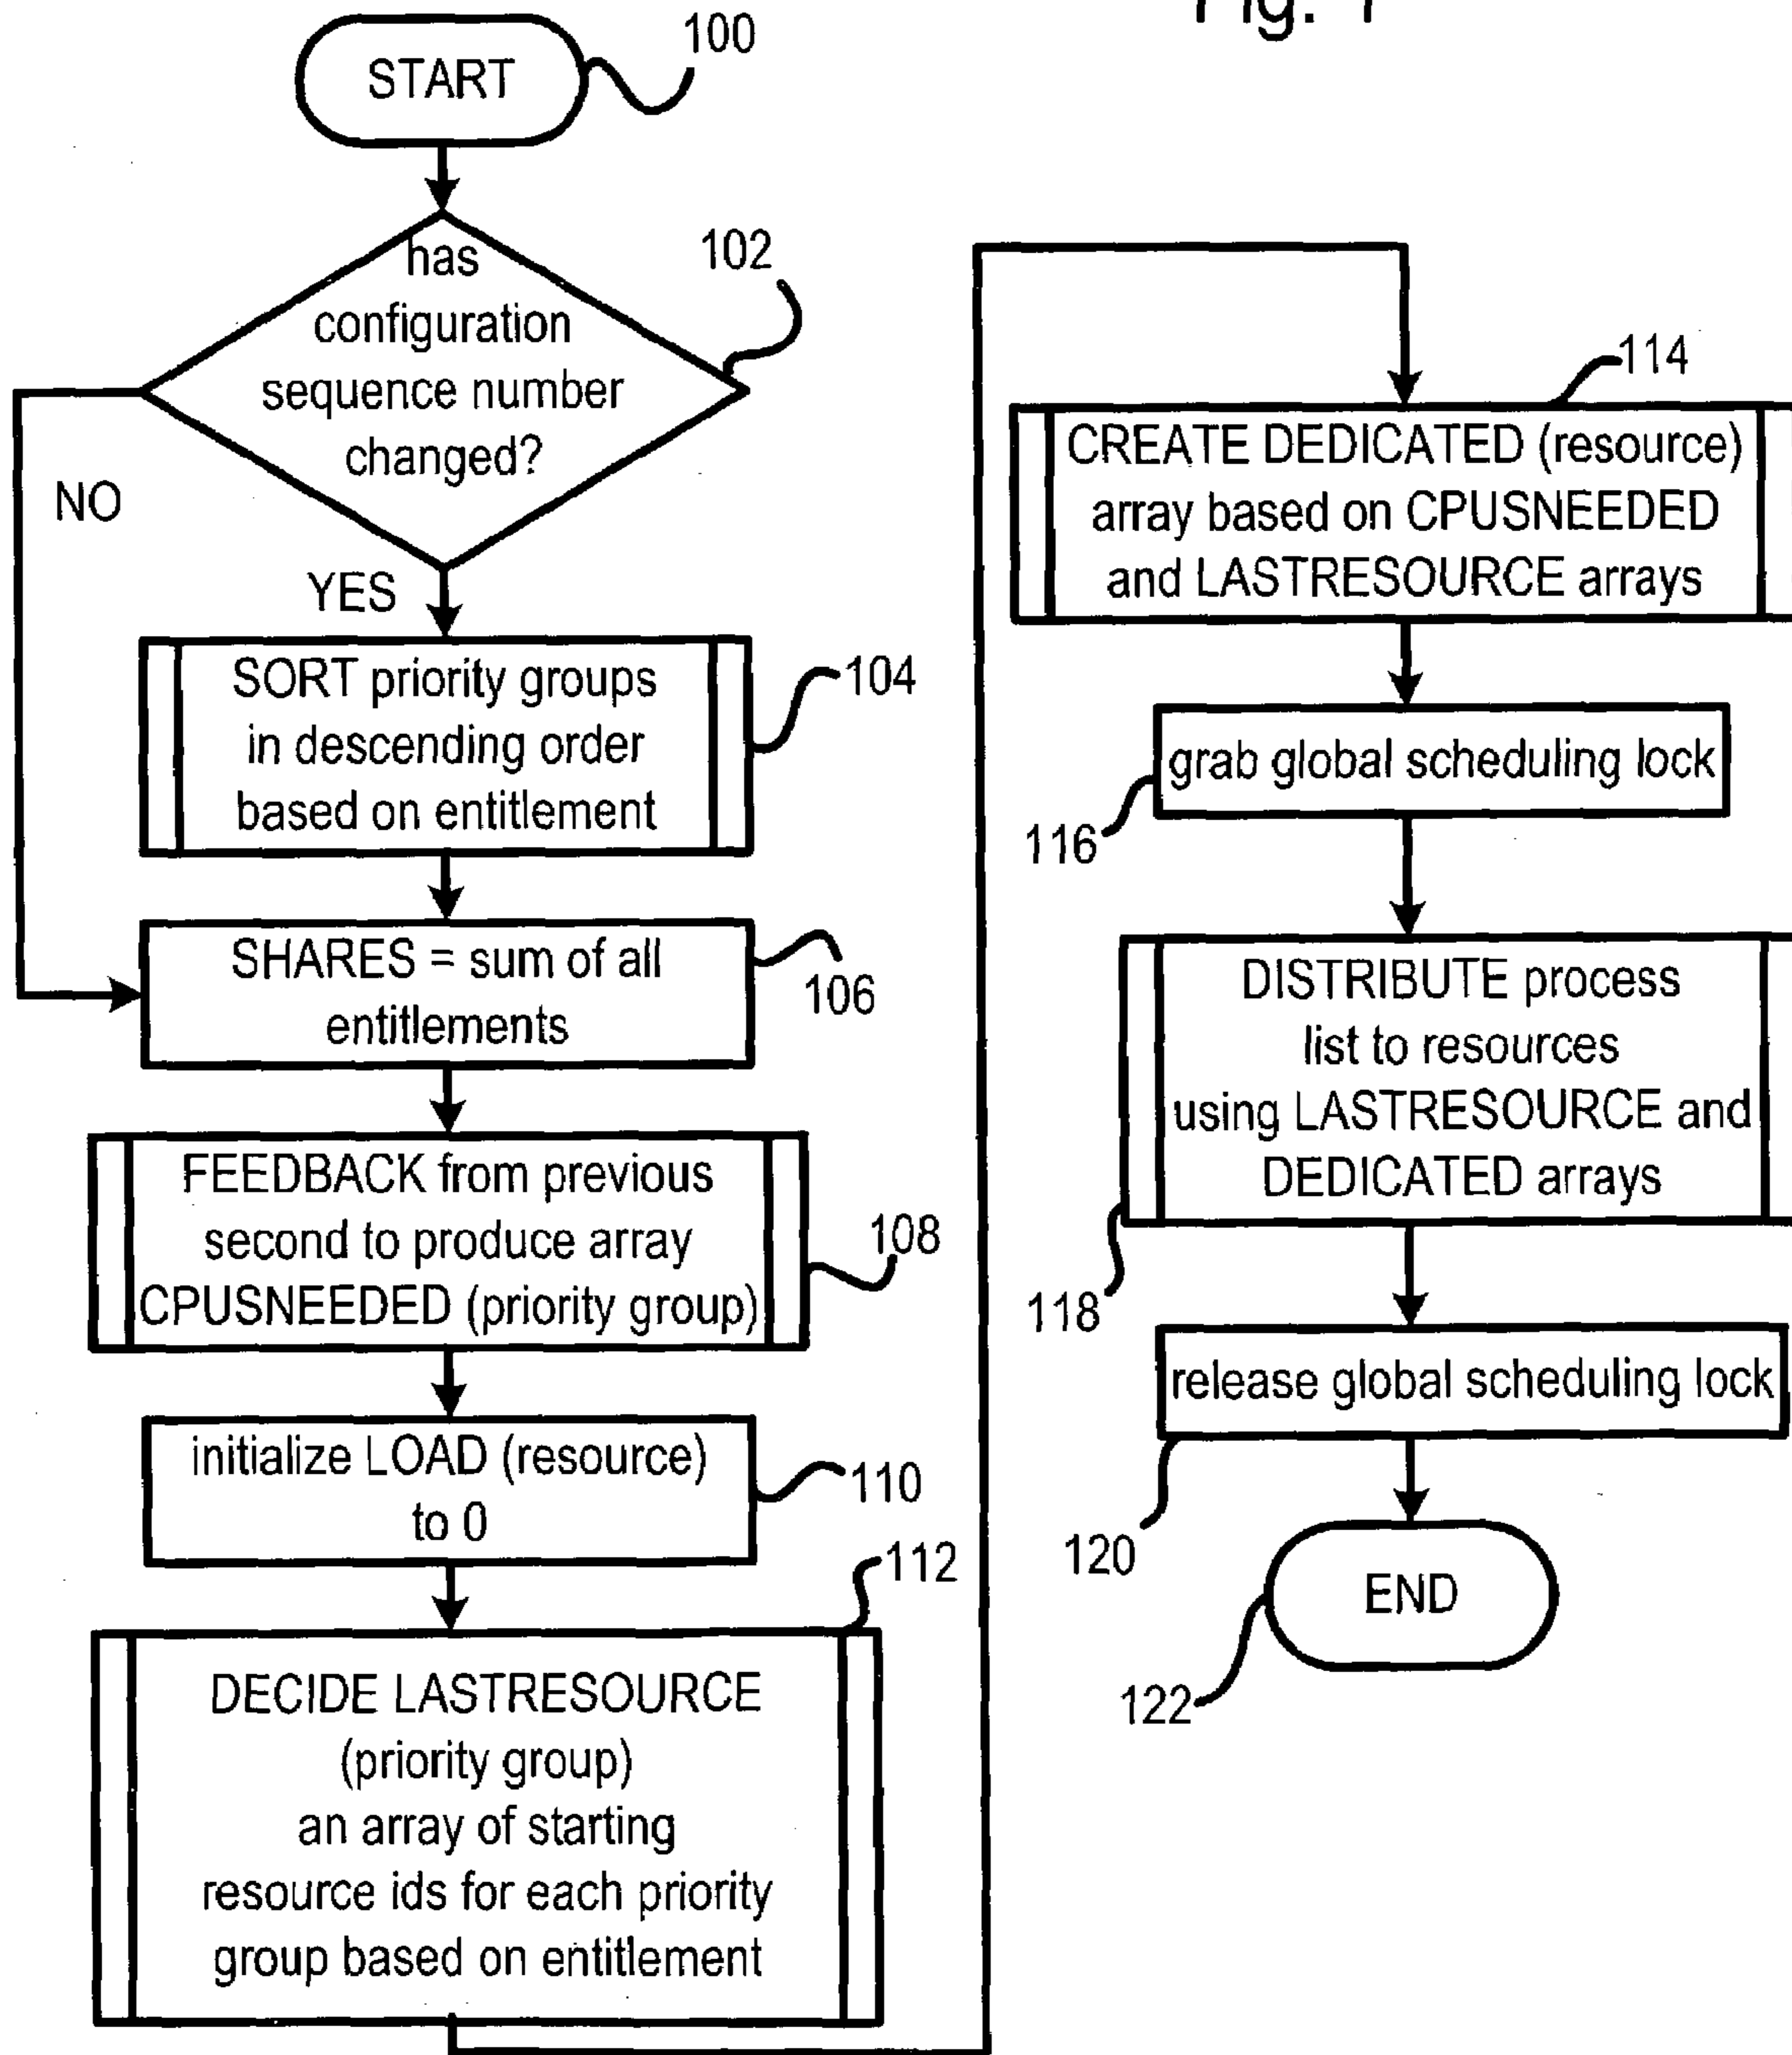 Fig. 1
START
100
has
configuration
sequence number
changed?
102
NO
YES
SORT priority groups
in descending order
based on entitlement
104
SHARES = sum of all
entitlements
106
FEEDBACK from previous
second to produce array
CPUSNEEDED (priority group)
108
initialize LOAD (resource)
to 0
110
112
DECIDE LASTRESOURCE
(priority group)
an array of starting
resource ids for each priority
group based on entitlement
114
CREATE DEDICATED (resource)
array based on CPUSNEEDED
and LASTRESOURCE arrays
grab global scheduling lock
116
DISTRIBUTE process
list to resources
using LASTRESOURCE and
DEDICATED arrays
118
release global scheduling lock
120
END
122